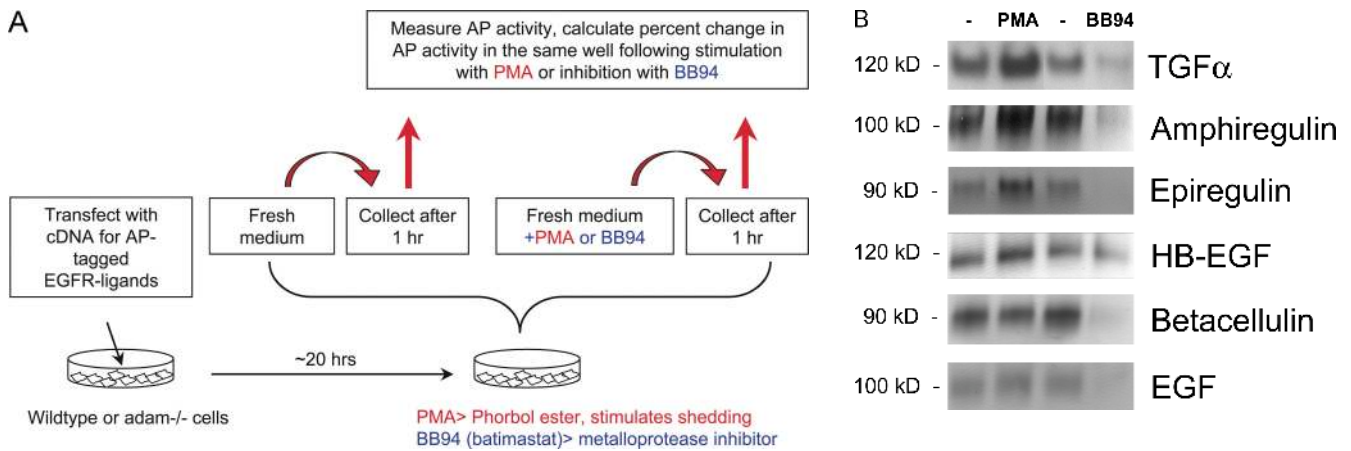 A
Measure AP activity, calculate percent change in
AP activity in the same well following stimulation
with PMA or inhibition with BB94
Fresh
medium
Collect after
1 hr
Fresh medium
+PMA or BB94
Collect after
1 hr
Transfect with
cDNA for AP-
tagged
EGFR-ligands
~20 hrs
Wildtype or adam-/- cells
PMA> Phorbol ester, stimulates shedding
BB94 (batimastat)> metalloprotease inhibitor
B
- PMA - BB94
120 kD - TGFα
100 kD - Amphiregulin
90 kD - Epiregulin
120 kD - HB-EGF
90 kD - Betacellulin
100 kD - EGF